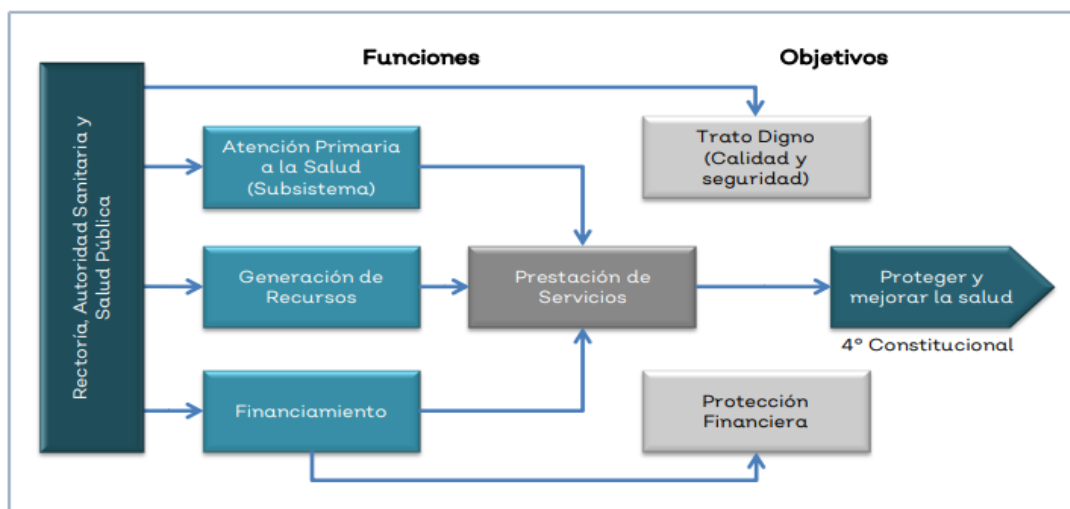 Funciones
Objetivos
Rectoría, Autoridad Sanitaria y
Salud Pública
Atención Primaria
a la Salud
(Subsistema)
Trato Digno
(Calidad y
seguridad)
Generación de
Recursos
Prestación de
Servicios
Proteger y
mejorar la salud
4° Constitucional
Financiamiento
Protección
Financiera